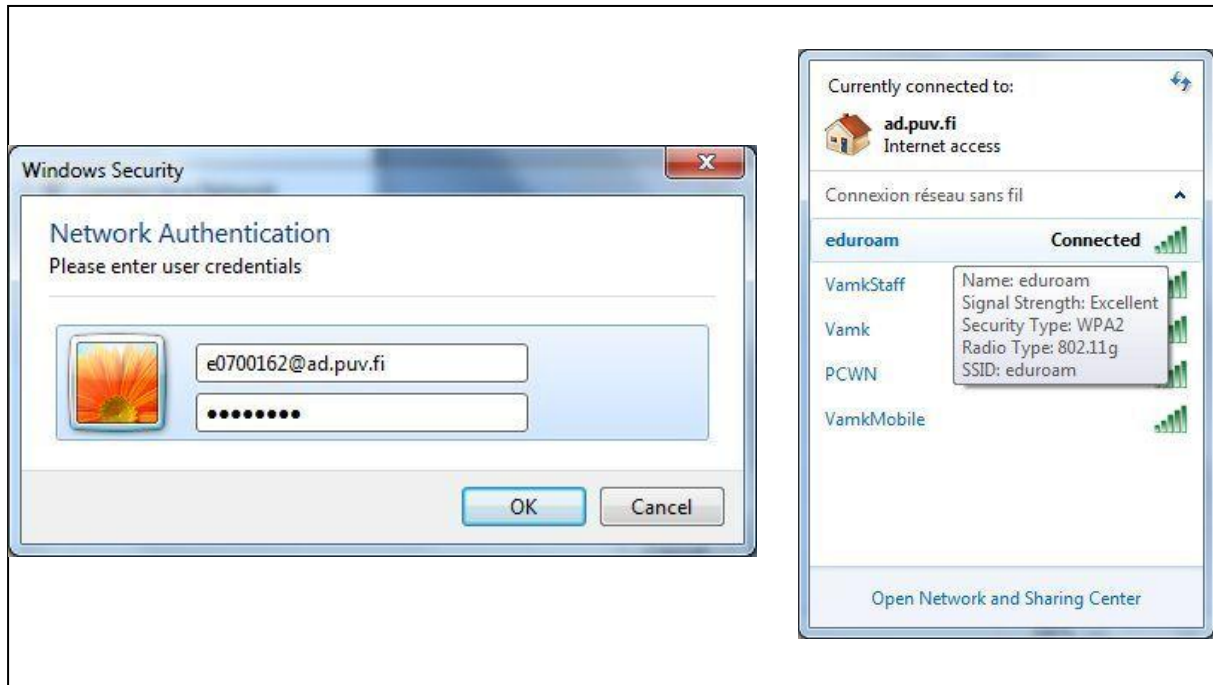 Windows Security
Network Authentication
Please enter user credentials
e0700162@ad.puv.fi
●●●●●●●●
OK
Cancel
Currently connected to:
ad.puv.fi
Internet access
Connexion réseau sans fil
eduroam Connected
VamkStaff
Vamk
PCWN
VamkMobile
Name: eduroam
Signal Strength: Excellent
Security Type: WPA2
Radio Type: 802.11g
SSID: eduroam
Open Network and Sharing Center